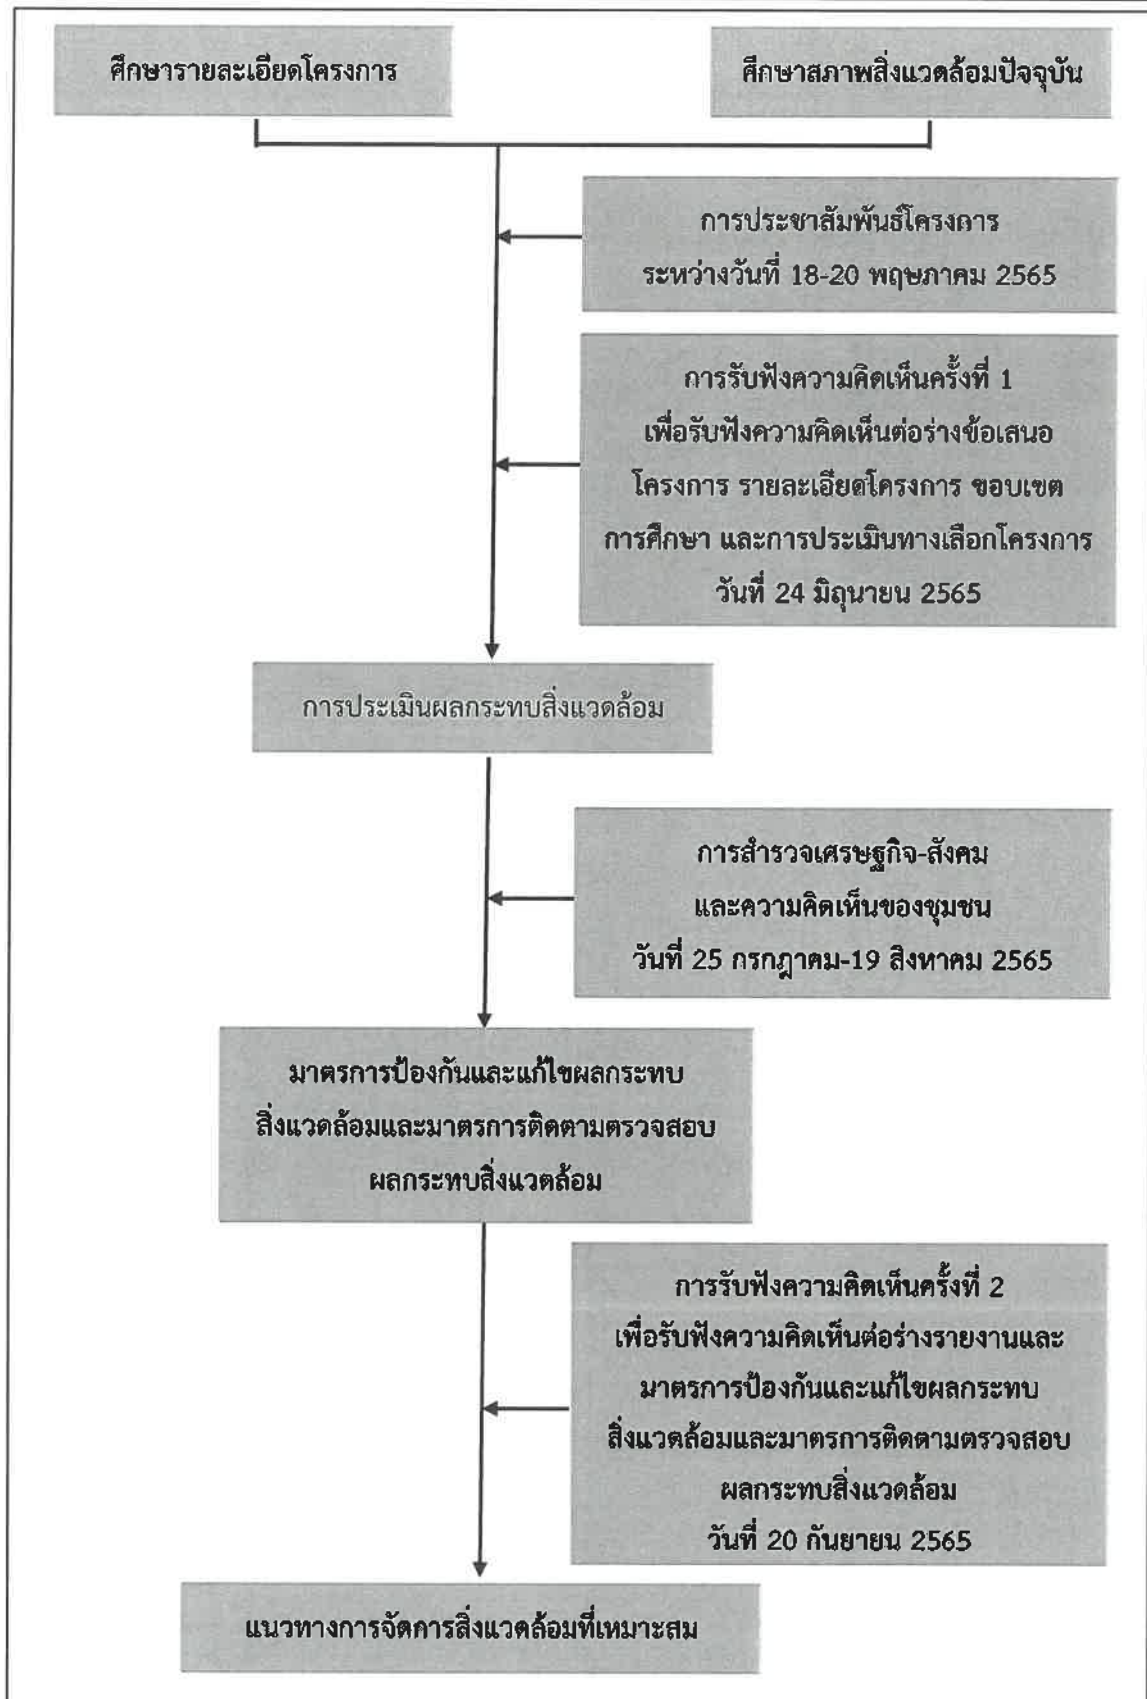 ศึกษารายละเอียดโครงการ
ศึกษาสภาพสิ่งแวดล้อมปัจจุบัน
การประชาสัมพันธ์โครงการ
ระหว่างวันที่ 18-20 พฤษภาคม 2565
การรับฟังความคิดเห็นครั้งที่ 1
เพื่อรับฟังความคิดเห็นต่อร่างข้อเสนอ
โครงการ รายละเอียดโครงการ ขอบเขต
การศึกษา และการประเมินทางเลือกโครงการ
วันที่ 24 มิถุนายน 2565
การประเมินผลกระทบสิ่งแวดล้อม
การสำรวจเศรษฐกิจ-สังคม
และความคิดเห็นของชุมชน
วันที่ 25 กรกฎาคม-19 สิงหาคม 2565
มาตรการป้องกันและแก้ไขผลกระทบ
สิ่งแวดล้อมและมาตรการติดตามตรวจสอบ
ผลกระทบสิ่งแวดล้อม
การรับฟังความคิดเห็นครั้งที่ 2
เพื่อรับฟังความคิดเห็นต่อร่างรายงานและ
มาตรการป้องกันและแก้ไขผลกระทบ
สิ่งแวดล้อมและมาตรการติดตามตรวจสอบ
ผลกระทบสิ่งแวดล้อม
วันที่ 20 กันยายน 2565
แนวทางการจัดการสิ่งแวดล้อมที่เหมาะสม